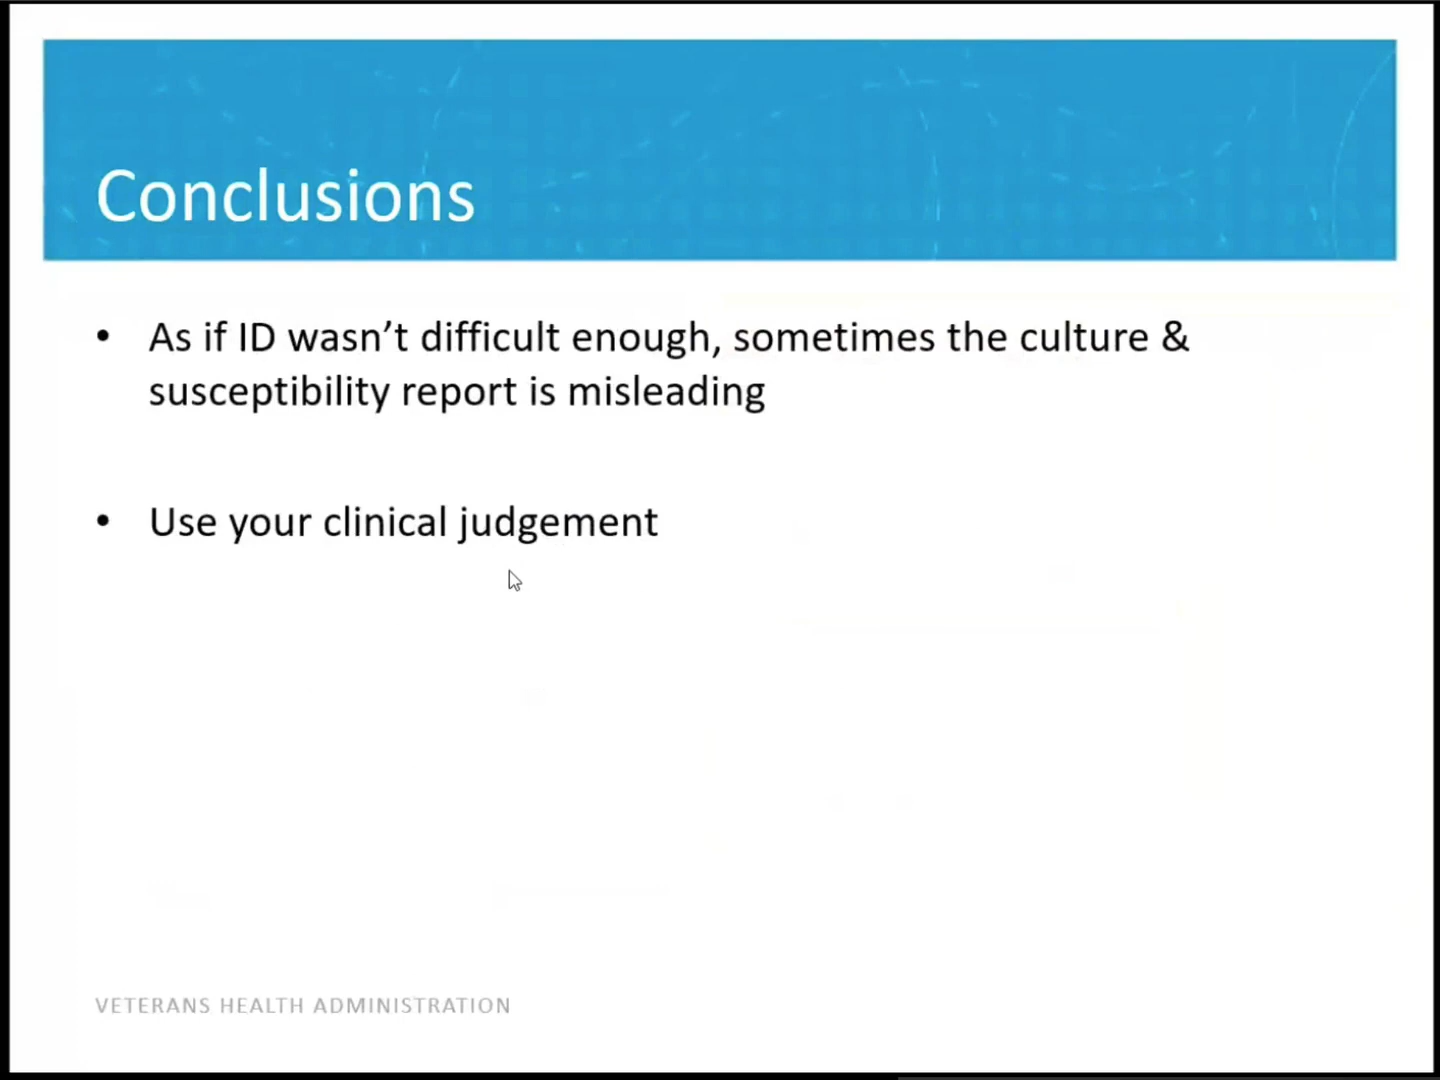 Conclusions
• As if ID wasn’t difficult enough, sometimes the culture &
susceptibility report is misleading
• Use your clinical judgement
VETERANS HEALTH ADMINISTRATION